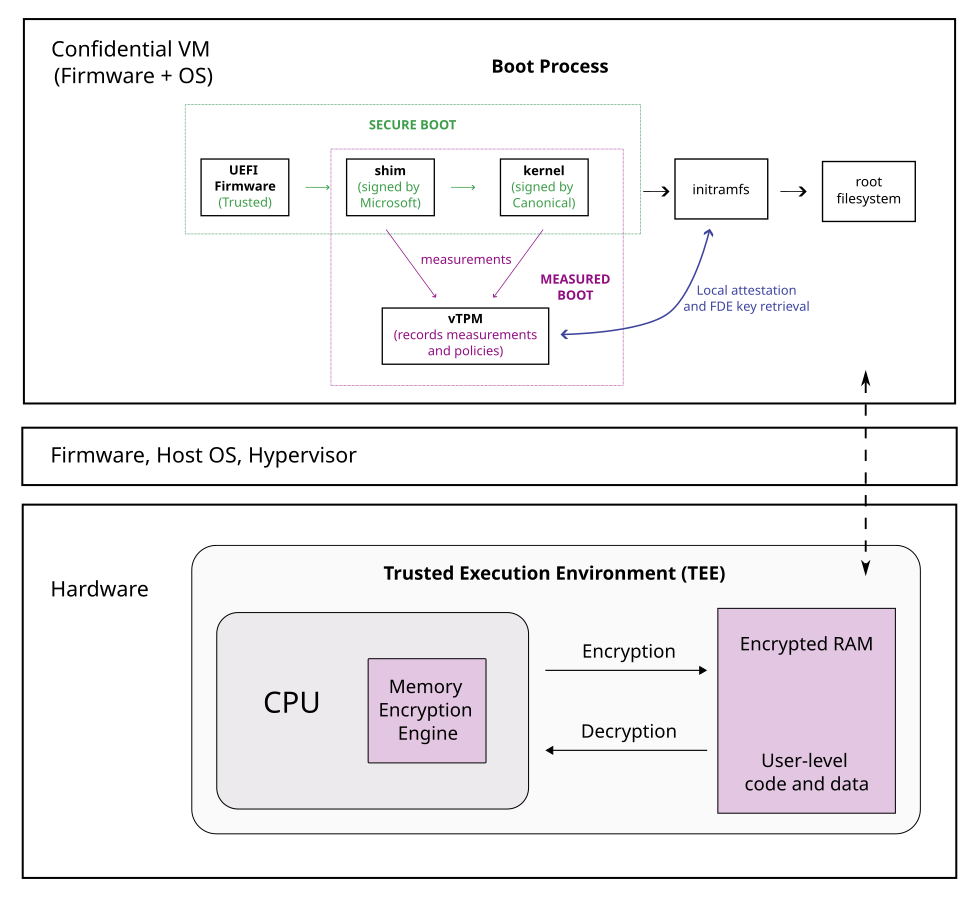 Confidential VM
(Firmware + OS)
Boot Process
SECURE BOOT
UEFI
Firmware
(Trusted)
shim
(signed by
Microsoft)
kernel
(signed by
Canonical)
initramfs
root
filesystem
measurements
MEASURED
BOOT
vTPM
(records measurements
and policies)
Local attestation
and FDE key retrieval
Firmware, Host OS, Hypervisor
Hardware
Trusted Execution Environment (TEE)
CPU
Memory
Encryption
Engine
Encryption
Decryption
Encrypted RAM
User-level
code and data